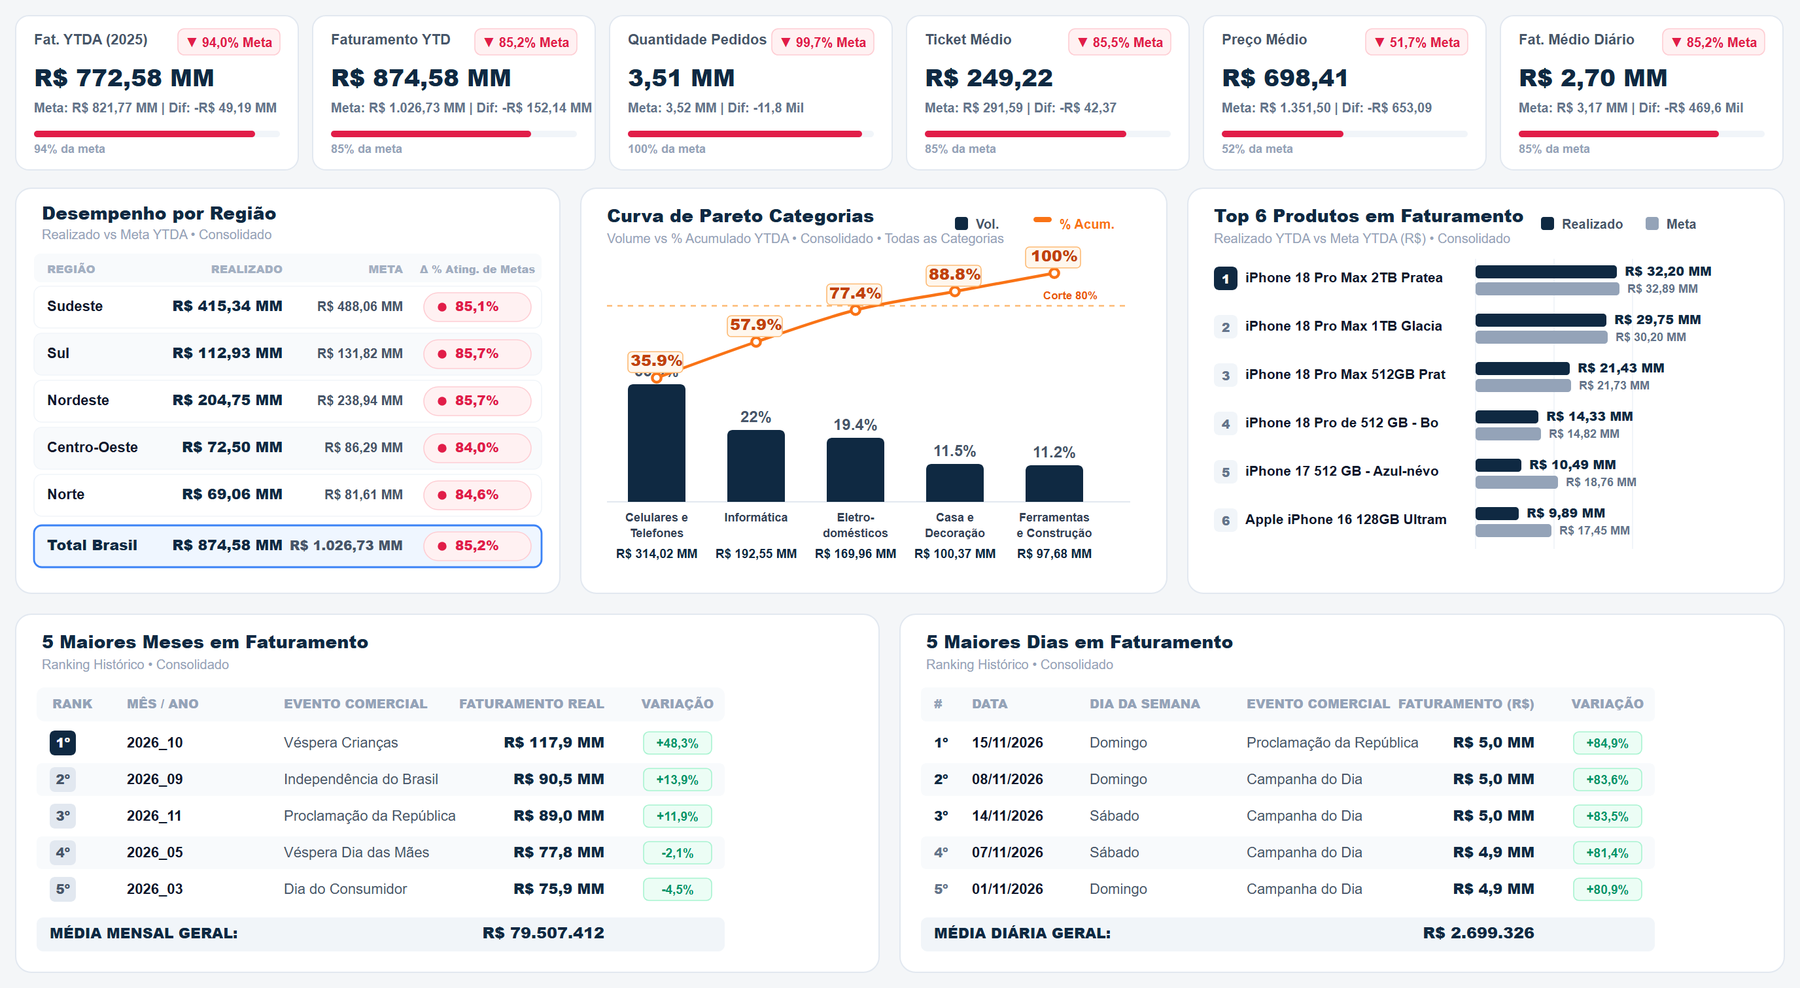 Fat. YTDA (2025)
▼ 94,0% Meta
R$ 772,58 MM
Meta: R$ 821,77 MM | Dif: -R$ 49,19 MM
94% da meta
Faturamento YTD
▼ 85,2% Meta
R$ 874,58 MM
Meta: R$ 1.026,73 MM | Dif: -R$ 152,14 MM
85% da meta
Quantidade Pedidos
▼ 99,7% Meta
3,51 MM
Meta: 3,52 MM | Dif: -11,8 Mil
100% da meta
Ticket Médio
▼ 85,5% Meta
R$ 249,22
Meta: R$ 291,59 | Dif: -R$ 42,37
85% da meta
Preço Médio
▼ 51,7% Meta
R$ 698,41
Meta: R$ 1.351,50 | Dif: -R$ 653,09
52% da meta
Fat. Médio Diário
▼ 85,2% Meta
R$ 2,70 MM
Meta: R$ 3,17 MM | Dif: -R$ 469,6 Mil
85% da meta
Desempenho por Região
Realizado vs Meta YTDA • Consolidado
REGIÃO REALIZADO META Δ % Ating. de Metas
Sudeste R$ 415,34 MM R$ 488,06 MM 85,1%
Sul R$ 112,93 MM R$ 131,82 MM 85,7%
Nordeste R$ 204,75 MM R$ 238,94 MM 85,7%
Centro-Oeste R$ 72,50 MM R$ 86,29 MM 84,0%
Norte R$ 69,06 MM R$ 81,61 MM 84,6%
Total Brasil R$ 874,58 MM R$ 1.026,73 MM 85,2%
Curva de Pareto Categorias
Volume vs % Acumulado YTDA • Consolidado • Todas as Categorias
Vol. % Acum.
100%
88.8%
77.4%
57.9%
35.9%
Corte 80%
22%
19.4%
11.5%
11.2%
Celulares e Telefones
R$ 314,02 MM
Informática
R$ 192,55 MM
Eletro-domésticos
R$ 169,96 MM
Casa e Decoração
R$ 100,37 MM
Ferramentas e Construção
R$ 97,68 MM
Top 6 Produtos em Faturamento
Realizado YTDA vs Meta YTDA (R$) • Consolidado
Realizado Meta
1 iPhone 18 Pro Max 2TB Pratea R$ 32,20 MM
R$ 32,89 MM
2 iPhone 18 Pro Max 1TB Glacia R$ 29,75 MM
R$ 30,20 MM
3 iPhone 18 Pro Max 512GB Prat R$ 21,43 MM
R$ 21,73 MM
4 iPhone 18 Pro de 512 GB - Bo R$ 14,33 MM
R$ 14,82 MM
5 iPhone 17 512 GB - Azul-névo R$ 10,49 MM
R$ 18,76 MM
6 Apple iPhone 16 128GB Ultram R$ 9,89 MM
R$ 17,45 MM
5 Maiores Meses em Faturamento
Ranking Histórico • Consolidado
RANK MÊS / ANO EVENTO COMERCIAL FATURAMENTO REAL VARIAÇÃO
1º 2026_10 Véspera Crianças R$ 117,9 MM +48,3%
2º 2026_09 Independência do Brasil R$ 90,5 MM +13,9%
3º 2026_11 Proclamação da República R$ 89,0 MM +11,9%
4º 2026_05 Véspera Dia das Mães R$ 77,8 MM -2,1%
5º 2026_03 Dia do Consumidor R$ 75,9 MM -4,5%
MÉDIA MENSAL GERAL: R$ 79.507.412
5 Maiores Dias em Faturamento
Ranking Histórico • Consolidado
# DATA DIA DA SEMANA EVENTO COMERCIAL FATURAMENTO (R$) VARIAÇÃO
1º 15/11/2026 Domingo Proclamação da República R$ 5,0 MM +84,9%
2º 08/11/2026 Domingo Campanha do Dia R$ 5,0 MM +83,6%
3º 14/11/2026 Sábado Campanha do Dia R$ 5,0 MM +83,5%
4º 07/11/2026 Sábado Campanha do Dia R$ 4,9 MM +81,4%
5º 01/11/2026 Domingo Campanha do Dia R$ 4,9 MM +80,9%
MÉDIA DIÁRIA GERAL: R$ 2.699.326